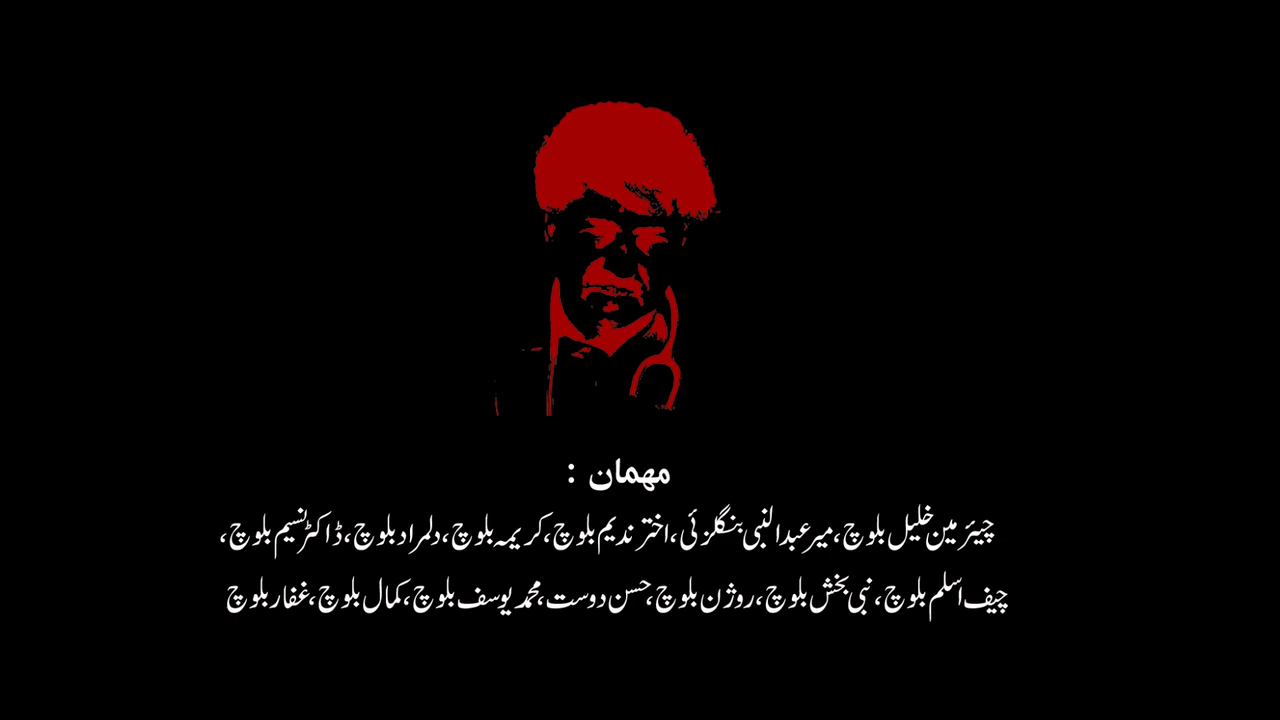 مہمان :
چیئرمین خلیل بلوچ، میر عبدالنبی بنگلزئی، اختر ندیم بلوچ، کریمہ بلوچ، دلمراد بلوچ، ڈاکٹر نسیم بلوچ،
چیف اسلم بلوچ، نبی بخش بلوچ، روژن بلوچ، حسن دوست، محمد یوسف بلوچ، کمال بلوچ، غفار بلوچ